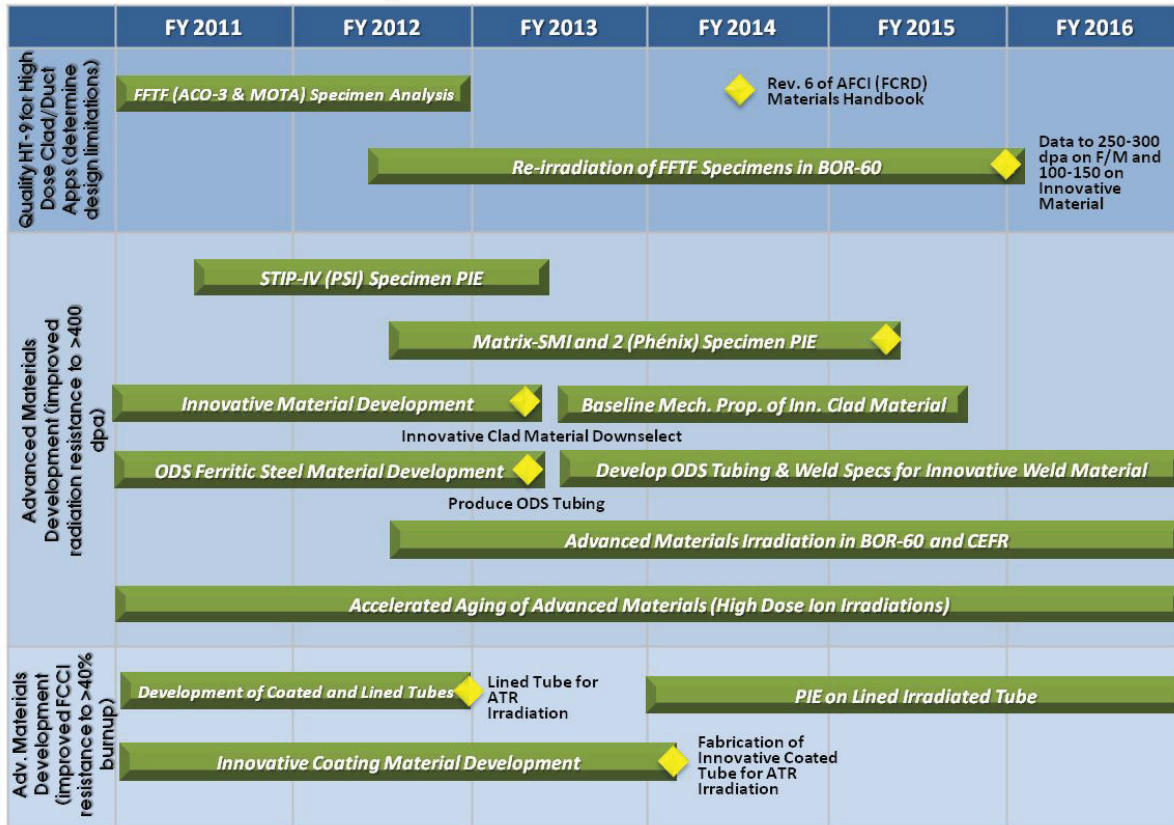 FY 2011 FY 2012 FY 2013 FY 2014 FY 2015 FY 2016
Quality HT-9 for High
Dose Clad/Duct
Apps (determine
design limitations)
FFTF (ACO-3 & MOTA) Specimen Analysis
Rev. 6 of AFCI (FCRD)
Materials Handbook
Re-irradiation of FFTF Specimens in BOR-60
Data to 250-300
dpa on F/M and
100-150 on
Innovative
Material
Advanced Materials
Development (improved
radiation resistance to >400
dpa)
STIP-IV (PSI) Specimen PIE
Matrix-SMI and 2 (Phénix) Specimen PIE
Innovative Material Development
Baseline Mech. Prop. of Inn. Clad Material
Innovative Clad Material Downselect
ODS Ferritic Steel Material Development
Develop ODS Tubing & Weld Specs for Innovative Weld Material
Produce ODS Tubing
Advanced Materials Irradiation in BOR-60 and CEFR
Accelerated Aging of Advanced Materials (High Dose Ion Irradiations)
Adv. Materials
Development
(improved FCCI
resistance to >40%
burnup)
Development of Coated and Lined Tubes
Lined Tube for
ATR
Irradiation
PIE on Lined Irradiated Tube
Innovative Coating Material Development
Fabrication of
Innovative Coated
Tube for ATR
Irradiation